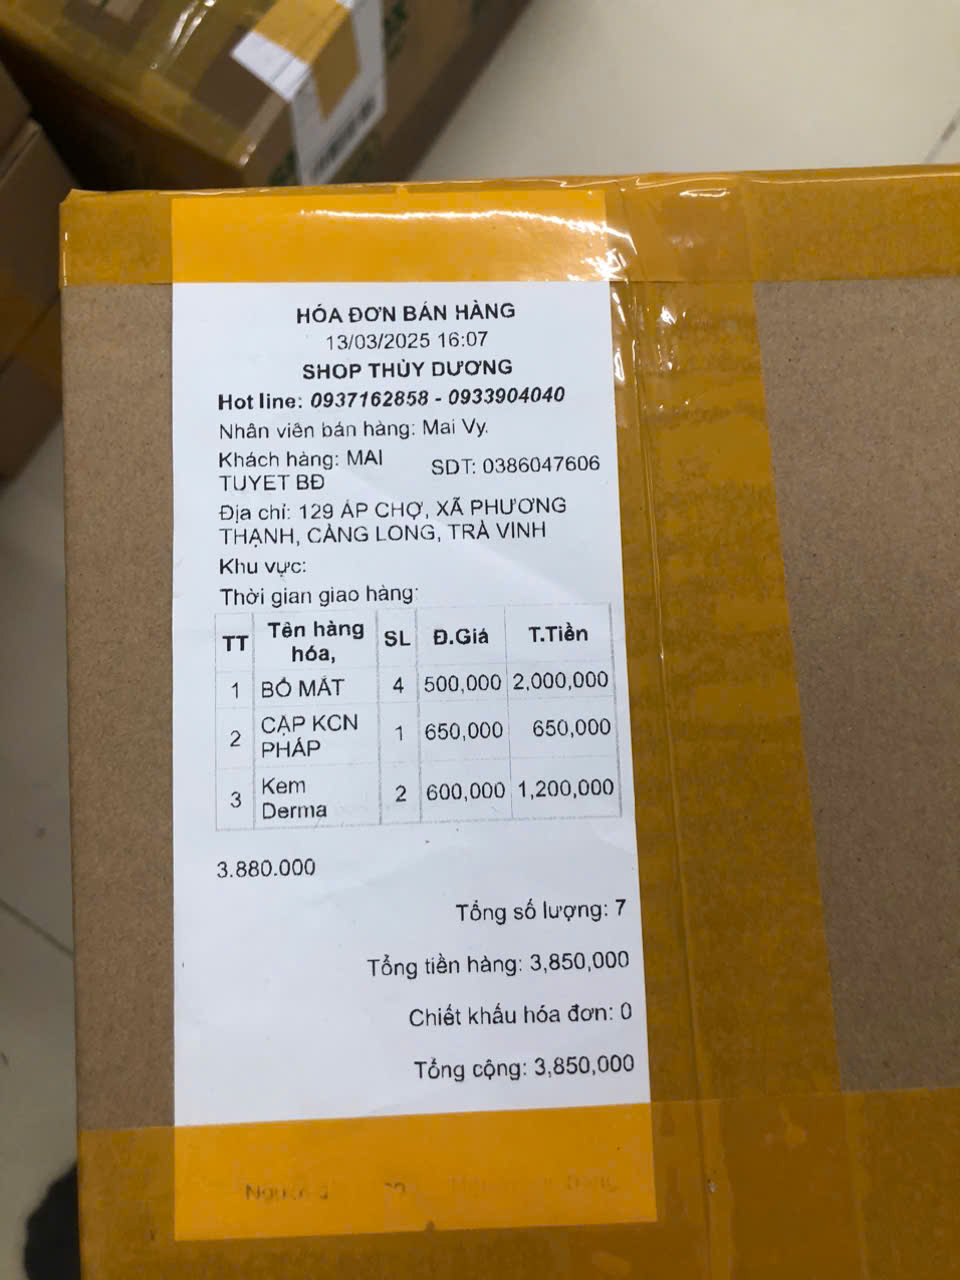 HÓA ĐƠN BÁN HÀNG
13/03/2025 16:07
SHOP THÙY DƯƠNG
Hot line: 0937162858 - 0933904040
Nhân viên bán hàng: Mai Vy.
Khách hàng: MAI TUYET BĐ SDT: 0386047606
Địa chỉ: 129 ÁP CHỢ, XÃ PHƯƠNG
THẠNH, CÀNG LONG, TRÀ VINH
Khu vực:
Thời gian giao hàng:
TT Tên hàng hóa, SL Đ.Giá T.Tiền
1 BỘ MẮT 4 500,000 2,000,000
2 CẶP KCN PHÁP 1 650,000 650,000
3 Kem Derma 2 600,000 1,200,000
3.880.000
Tổng số lượng: 7
Tổng tiền hàng: 3,850,000
Chiết khấu hóa đơn: 0
Tổng cộng: 3,850,000